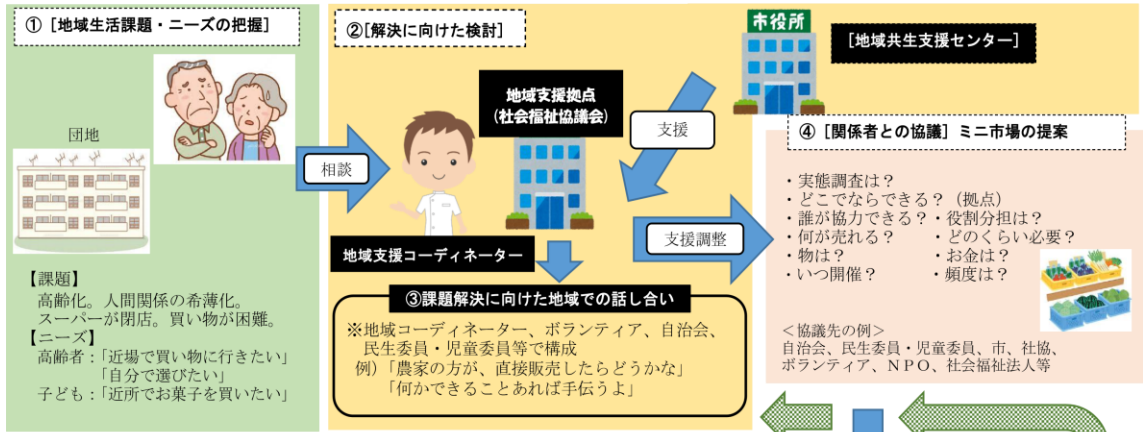 ① [地域生活課題・ニーズの把握]
団地
【課題】
高齢化。人間関係の希薄化。
スーパーが閉店。買い物が困難。
【ニーズ】
高齢者：「近場で買い物に行きたい」
「自分で選びたい」
子ども：「近所でお菓子を買いたい」
相談
②[解決に向けた検討]
地域支援拠点
(社会福祉協議会)
地域支援コーディネーター
市役所
[地域共生支援センター]
支援
支援調整
③課題解決に向けた地域での話し合い
※地域コーディネーター、ボランティア、自治会、
民生委員・児童委員等で構成
例）「農家の方が、直接販売したらどうかな」
「何かできることあれば手伝うよ」
④ [関係者との協議] ミニ市場の提案
・実態調査は？
・どこでならできる？（拠点）
・誰が協力できる？・役割分担は？
・何が売れる？　・どのくらい必要？
・物は？　・お金は？
・いつ開催？　・頻度は？
＜協議先の例＞
自治会、民生委員・児童委員、市、社協、
ボランティア、ＮＰＯ、社会福祉法人等